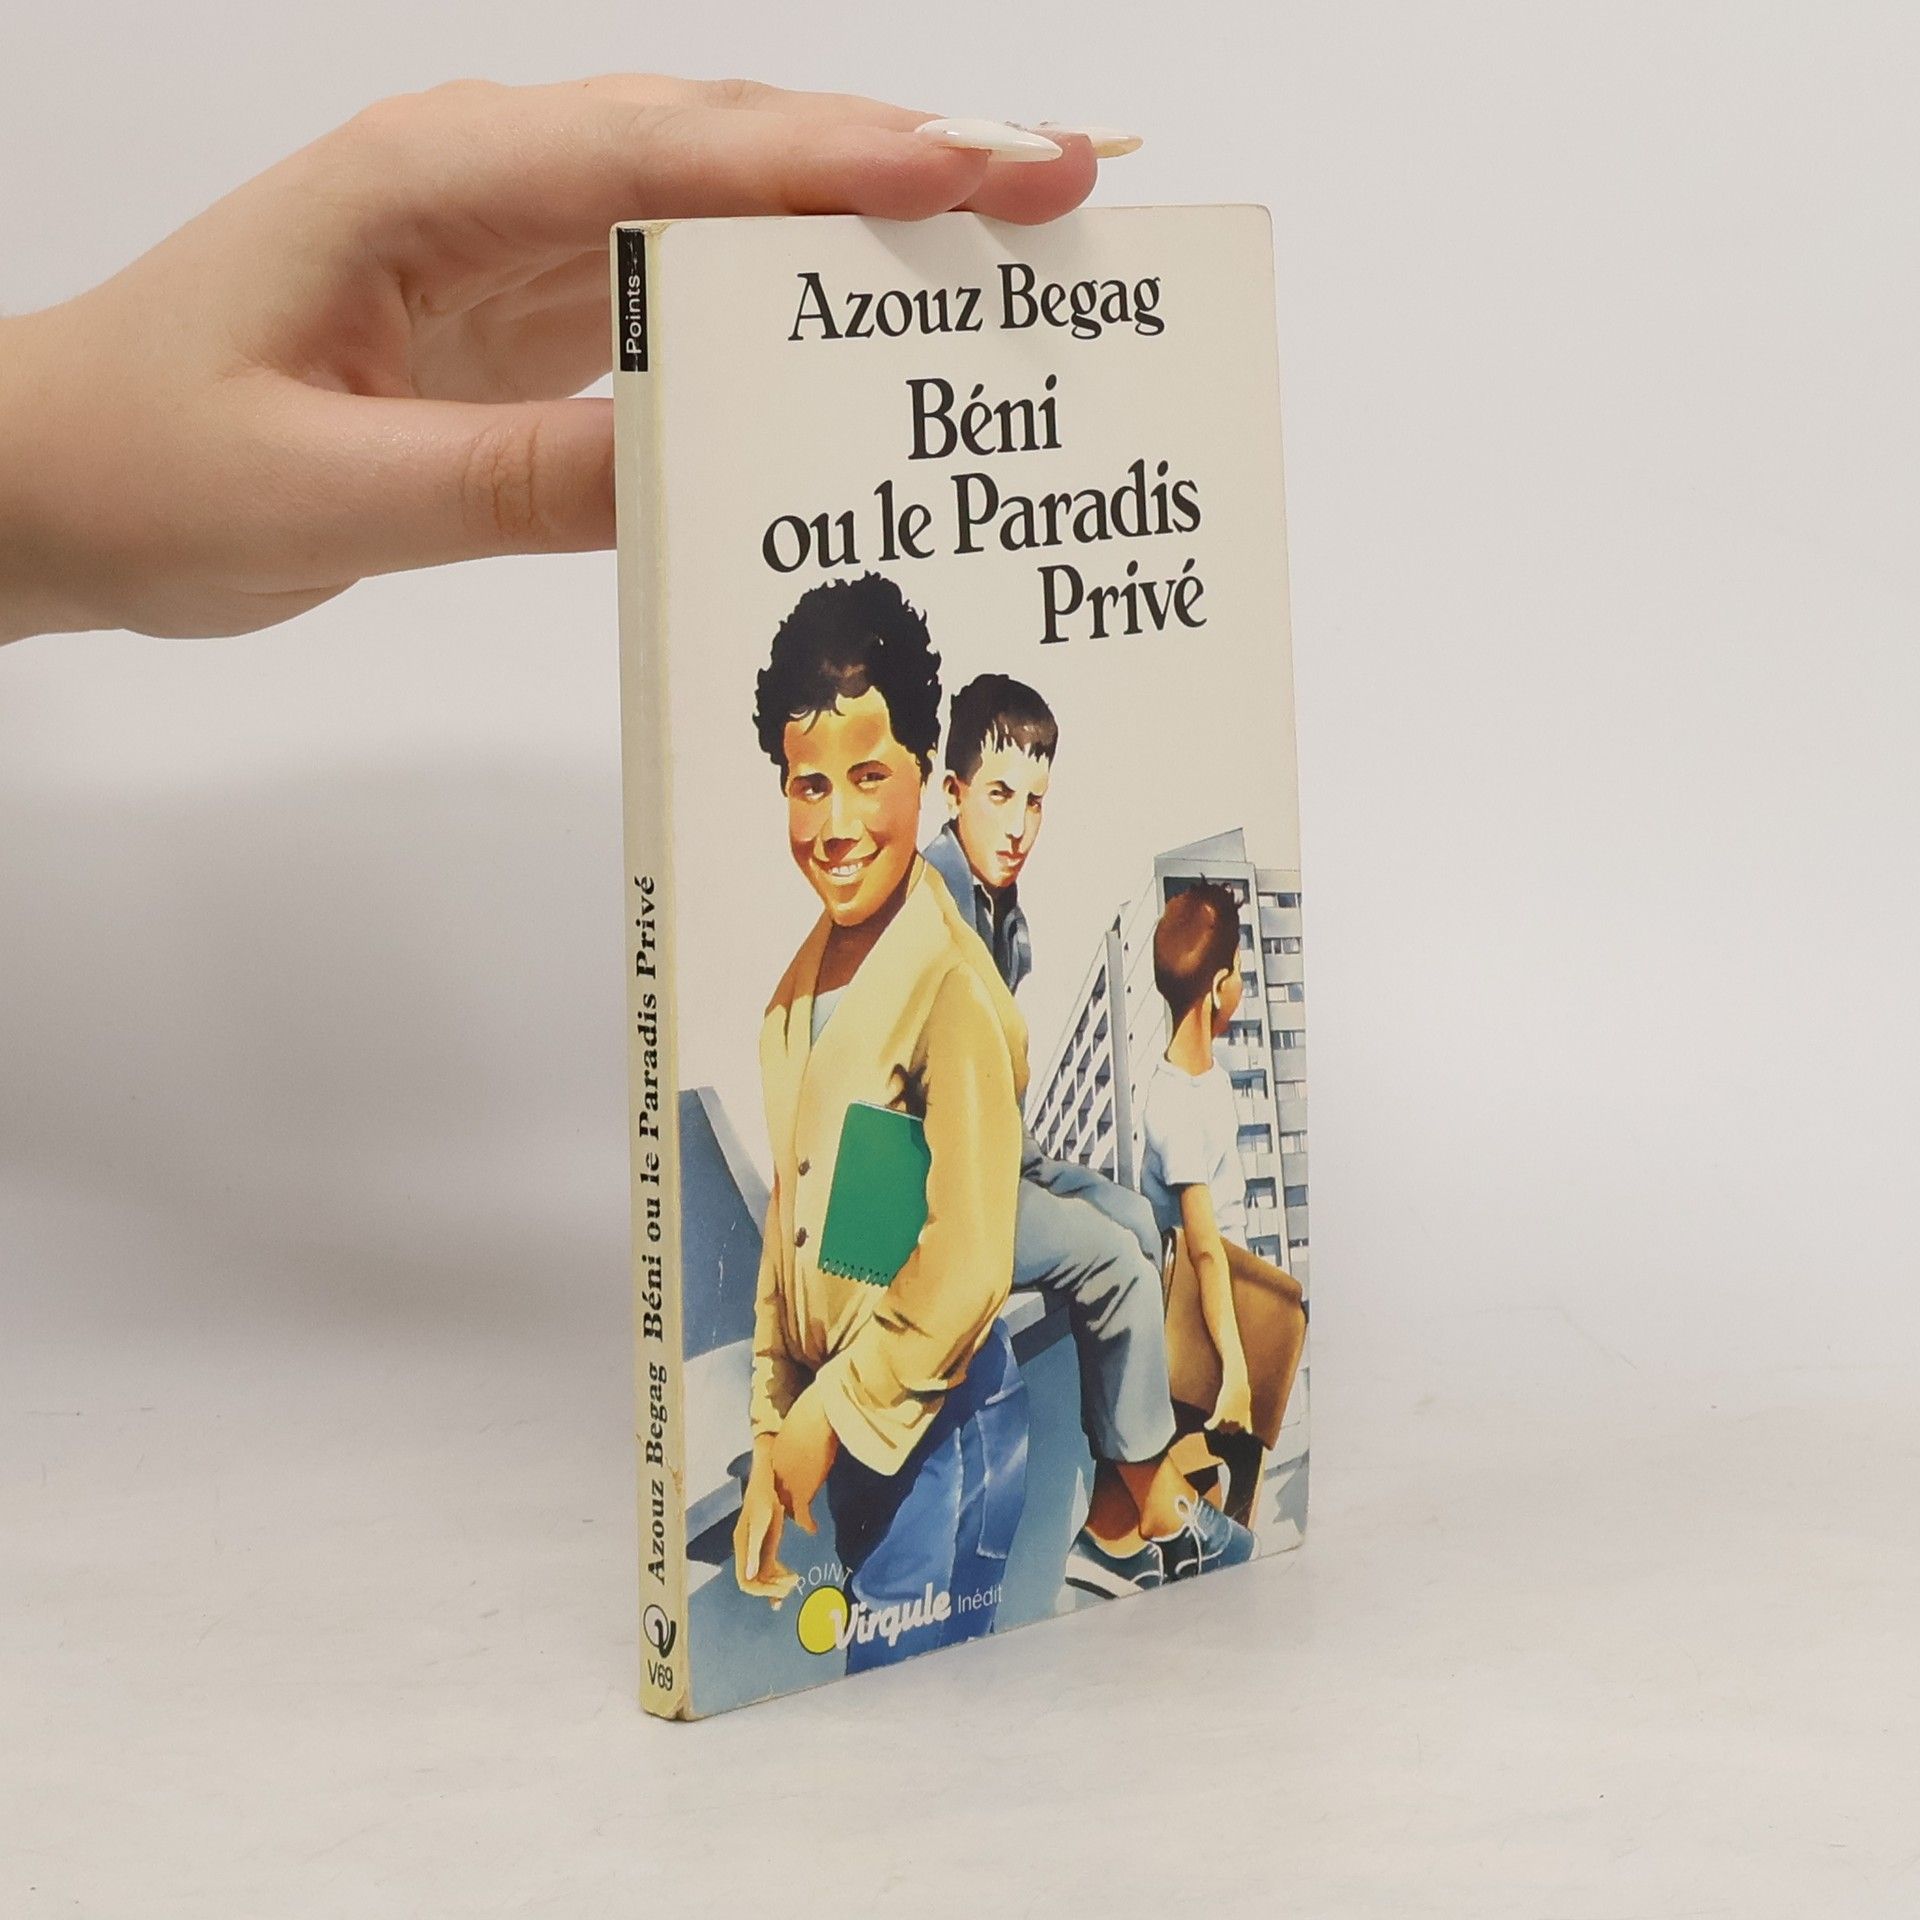 Azouz Begag
Béni
ou le Paradis
Privé
POINT
Virgule Inédit
Points
Azouz Begag Béni ou le Paradis Privé
V69